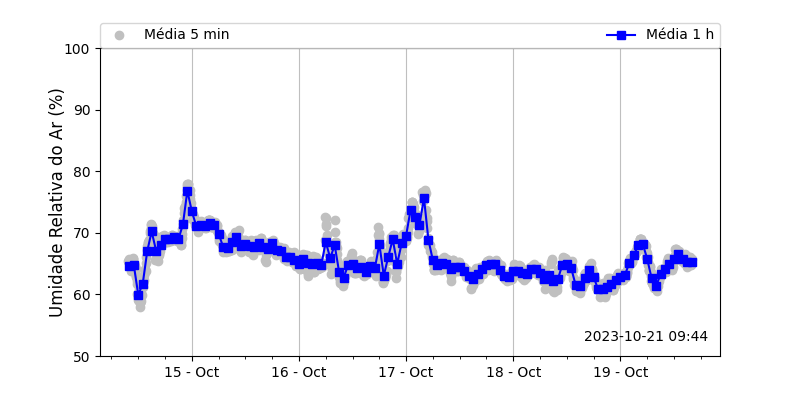 Média 5 min
Média 1 h
Umidade Relativa do Ar (%)
100
90
80
70
60
50
2023-10-21 09:44
15 - Oct
16 - Oct
17 - Oct
18 - Oct
19 - Oct